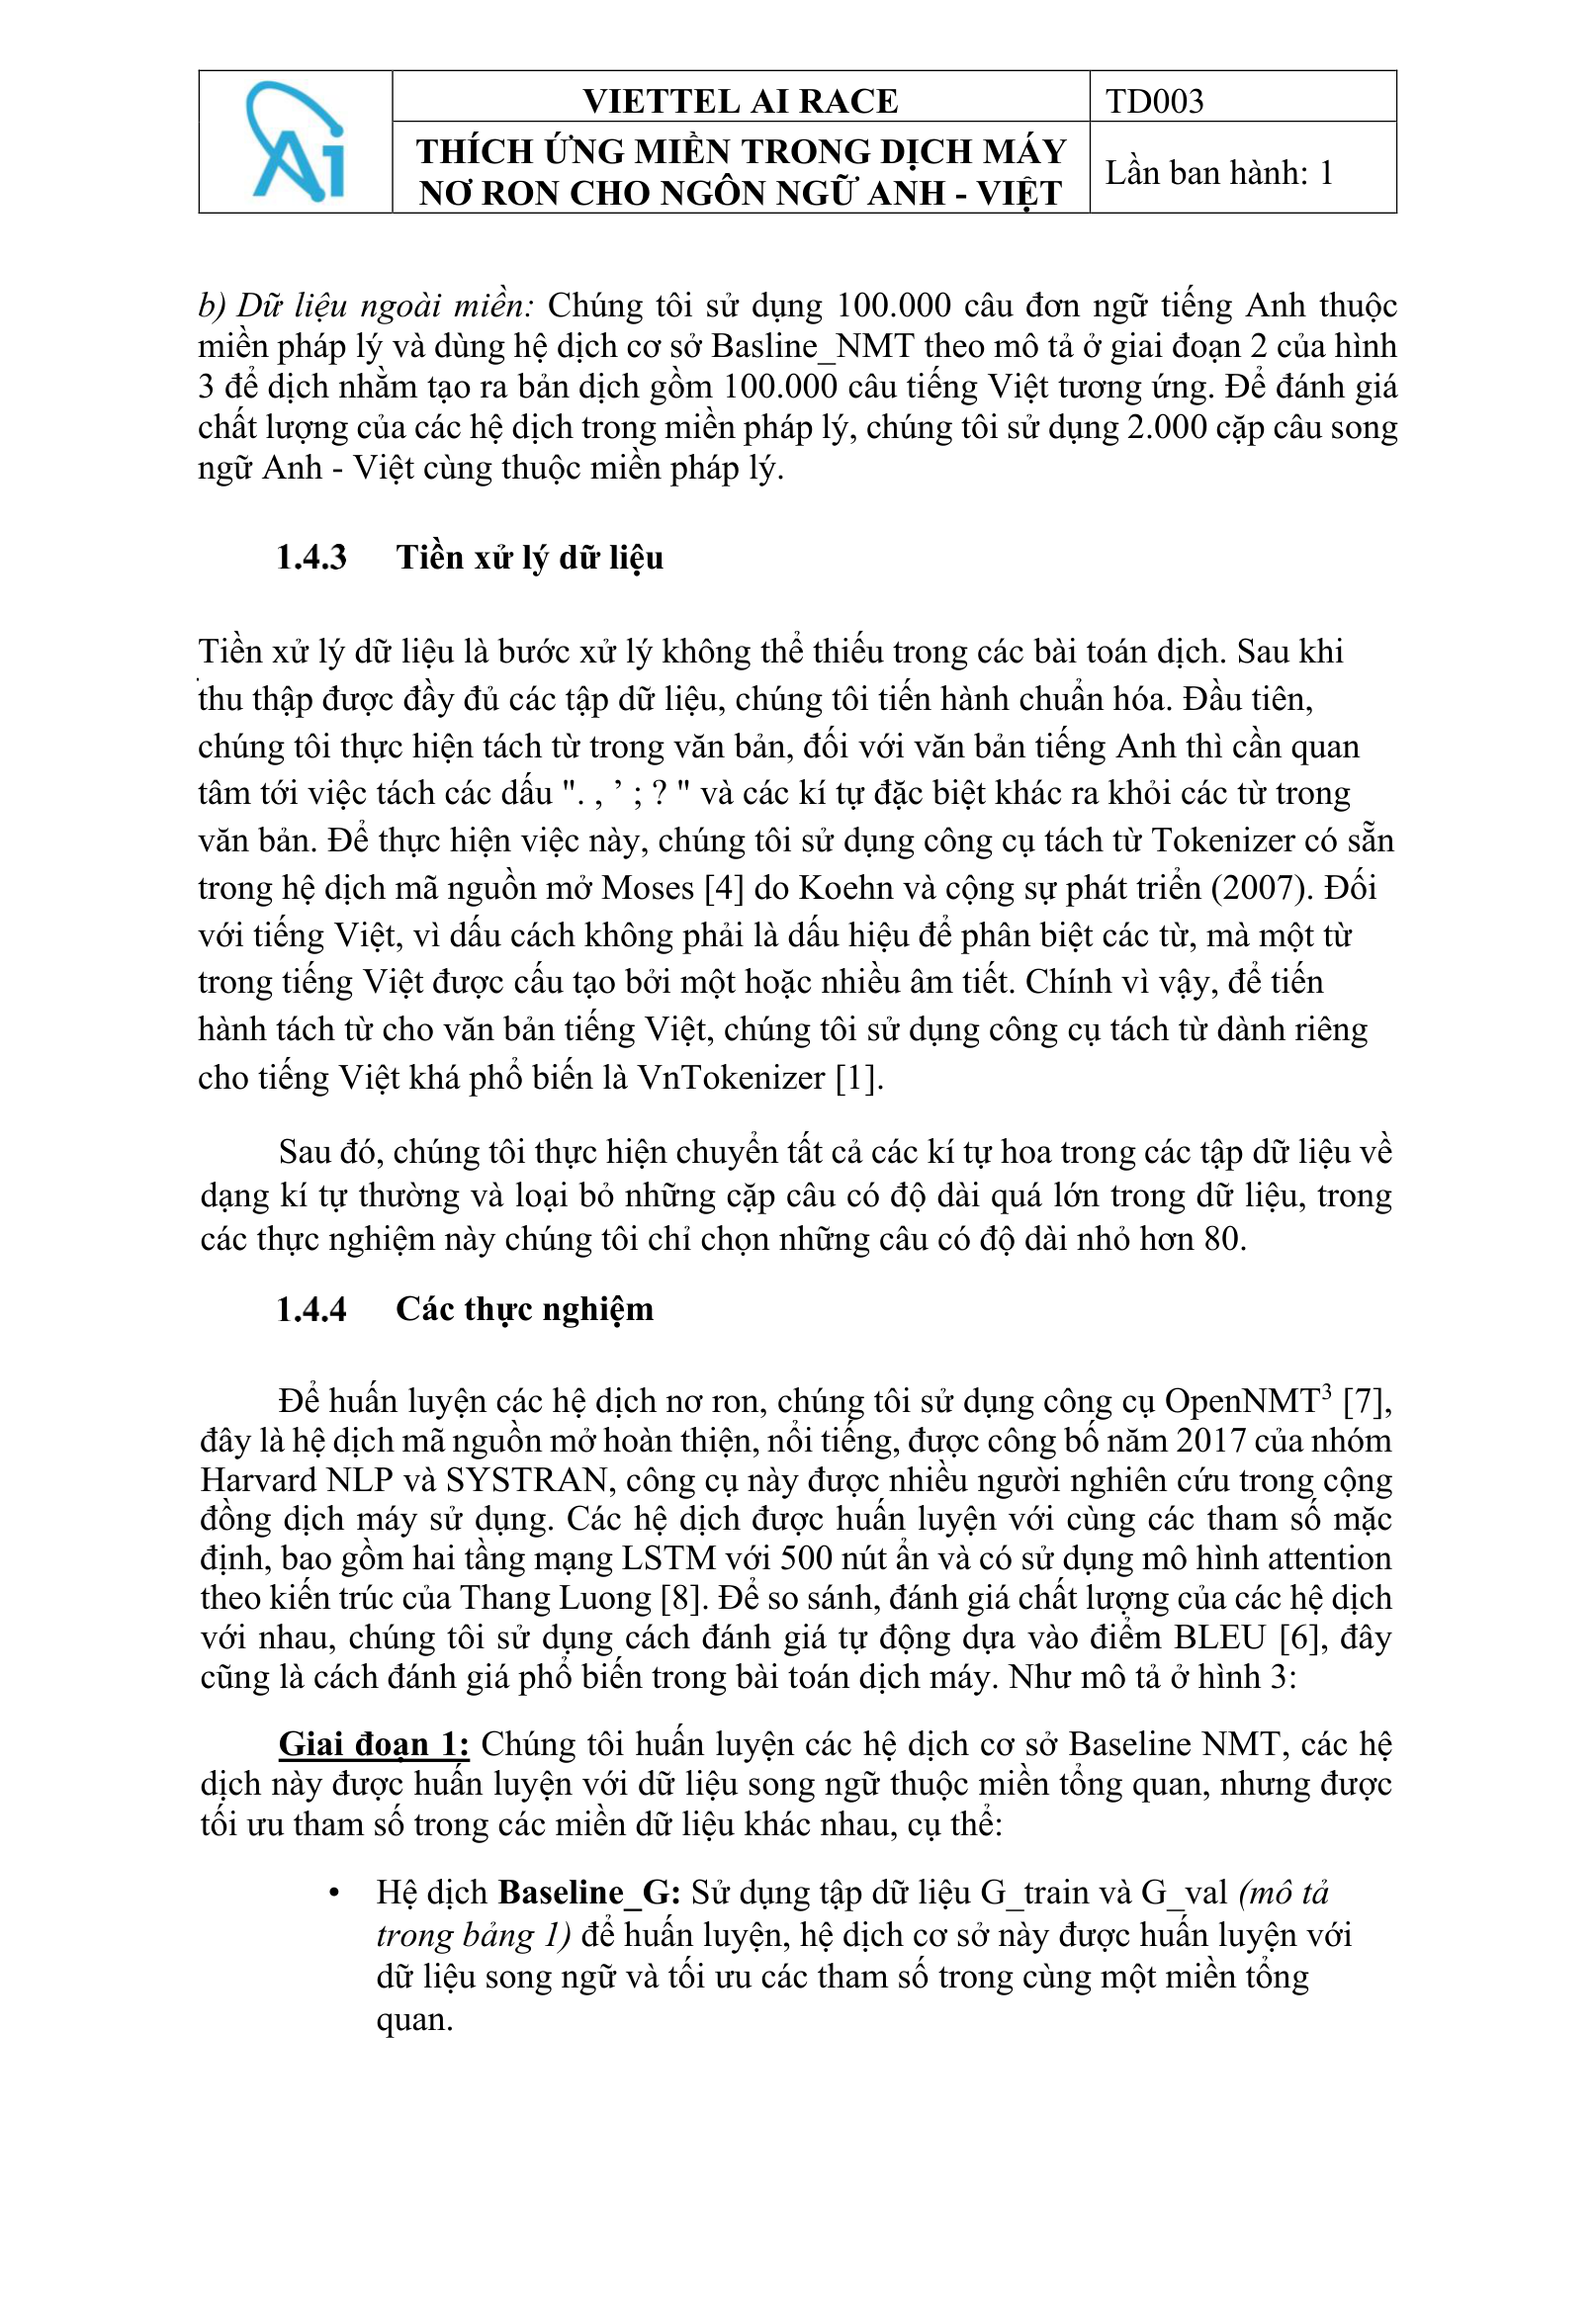 Ai
VIETTEL AI RACE
TD003
THÍCH ỨNG MIỀN TRONG DỊCH MÁY
NƠ RON CHO NGÔN NGỮ ANH - VIỆT
Lần ban hành: 1
b) Dữ liệu ngoài miền: Chúng tôi sử dụng 100.000 câu đơn ngữ tiếng Anh thuộc
miền pháp lý và dùng hệ dịch cơ sở Basline_NMT theo mô tả ở giai đoạn 2 của hình
3 để dịch nhằm tạo ra bản dịch gồm 100.000 câu tiếng Việt tương ứng. Để đánh giá
chất lượng của các hệ dịch trong miền pháp lý, chúng tôi sử dụng 2.000 cặp câu song
ngữ Anh - Việt cùng thuộc miền pháp lý.
1.4.3 Tiền xử lý dữ liệu
Tiền xử lý dữ liệu là bước xử lý không thể thiếu trong các bài toán dịch. Sau khi
thu thập được đầy đủ các tập dữ liệu, chúng tôi tiến hành chuẩn hóa. Đầu tiên,
chúng tôi thực hiện tách từ trong văn bản, đối với văn bản tiếng Anh thì cần quan
tâm tới việc tách các dấu ". , ’ ; ? " và các kí tự đặc biệt khác ra khỏi các từ trong
văn bản. Để thực hiện việc này, chúng tôi sử dụng công cụ tách từ Tokenizer có sẵn
trong hệ dịch mã nguồn mở Moses [4] do Koehn và cộng sự phát triển (2007). Đối
với tiếng Việt, vì dấu cách không phải là dấu hiệu để phân biệt các từ, mà một từ
trong tiếng Việt được cấu tạo bởi một hoặc nhiều âm tiết. Chính vì vậy, để tiến
hành tách từ cho văn bản tiếng Việt, chúng tôi sử dụng công cụ tách từ dành riêng
cho tiếng Việt khá phổ biến là VnTokenizer [1].
Sau đó, chúng tôi thực hiện chuyển tất cả các kí tự hoa trong các tập dữ liệu về
dạng kí tự thường và loại bỏ những cặp câu có độ dài quá lớn trong dữ liệu, trong
các thực nghiệm này chúng tôi chỉ chọn những câu có độ dài nhỏ hơn 80.
1.4.4 Các thực nghiệm
Để huấn luyện các hệ dịch nơ ron, chúng tôi sử dụng công cụ OpenNMT³ [7],
đây là hệ dịch mã nguồn mở hoàn thiện, nổi tiếng, được công bố năm 2017 của nhóm
Harvard NLP và SYSTRAN, công cụ này được nhiều người nghiên cứu trong cộng
đồng dịch máy sử dụng. Các hệ dịch được huấn luyện với cùng các tham số mặc
định, bao gồm hai tầng mạng LSTM với 500 nút ẩn và có sử dụng mô hình attention
theo kiến trúc của Thang Luong [8]. Để so sánh, đánh giá chất lượng của các hệ dịch
với nhau, chúng tôi sử dụng cách đánh giá tự động dựa vào điểm BLEU [6], đây
cũng là cách đánh giá phổ biến trong bài toán dịch máy. Như mô tả ở hình 3:
Giai đoạn 1: Chúng tôi huấn luyện các hệ dịch cơ sở Baseline NMT, các hệ
dịch này được huấn luyện với dữ liệu song ngữ thuộc miền tổng quan, nhưng được
tối ưu tham số trong các miền dữ liệu khác nhau, cụ thể:
• Hệ dịch Baseline_G: Sử dụng tập dữ liệu G_train và G_val (mô tả
trong bảng 1) để huấn luyện, hệ dịch cơ sở này được huấn luyện với
dữ liệu song ngữ và tối ưu các tham số trong cùng một miền tổng
quan.